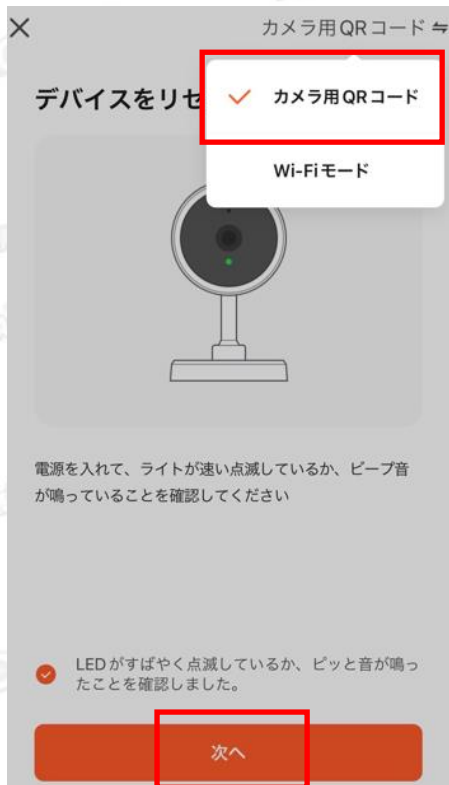 カメラ用QRコード
デバイスをリセ
カメラ用QRコード
Wi-Fiモード
電源を入れて、ライトが速い点滅しているか、ビープ音
が鳴っていることを確認してください
LEDがすばやく点滅しているか、ピッと音が鳴っ
たことを確認しました。
次へ